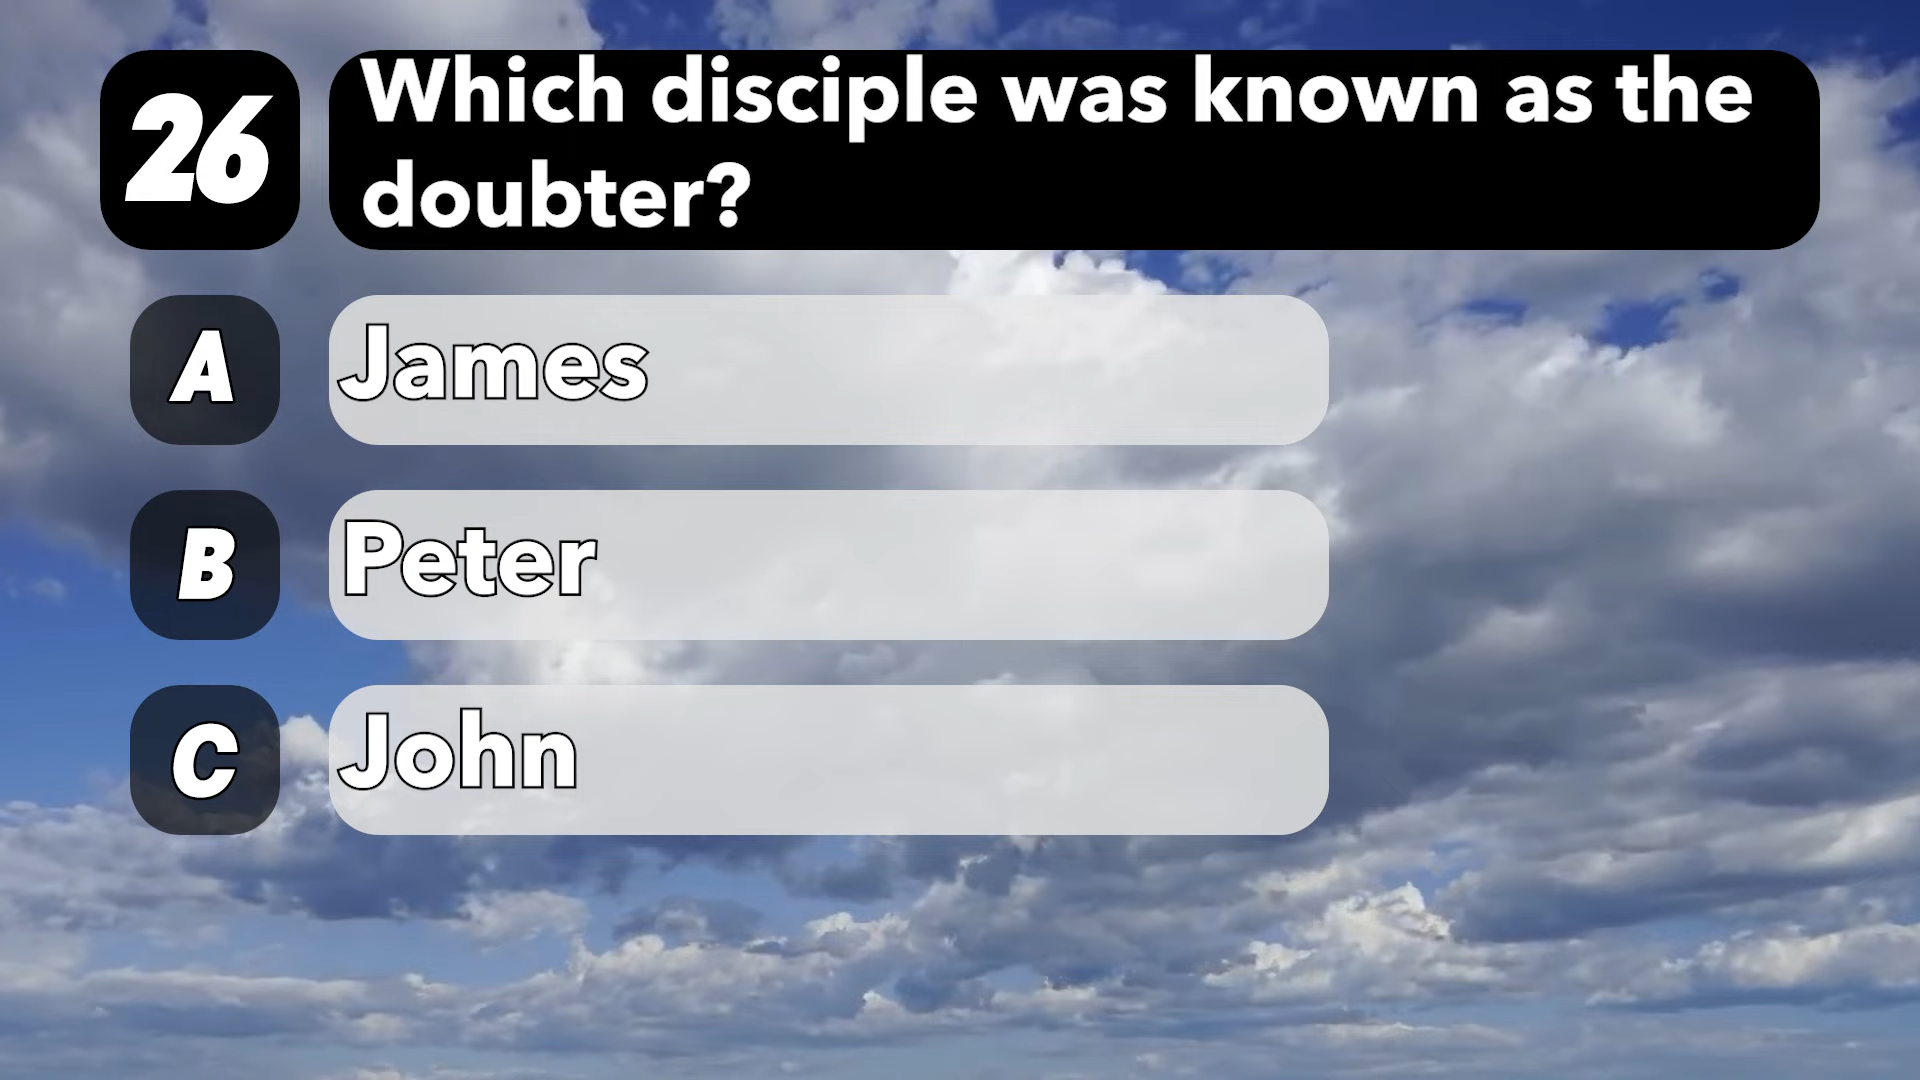 26
Which disciple was known as the
doubter?
A
James
B
Peter
C
John